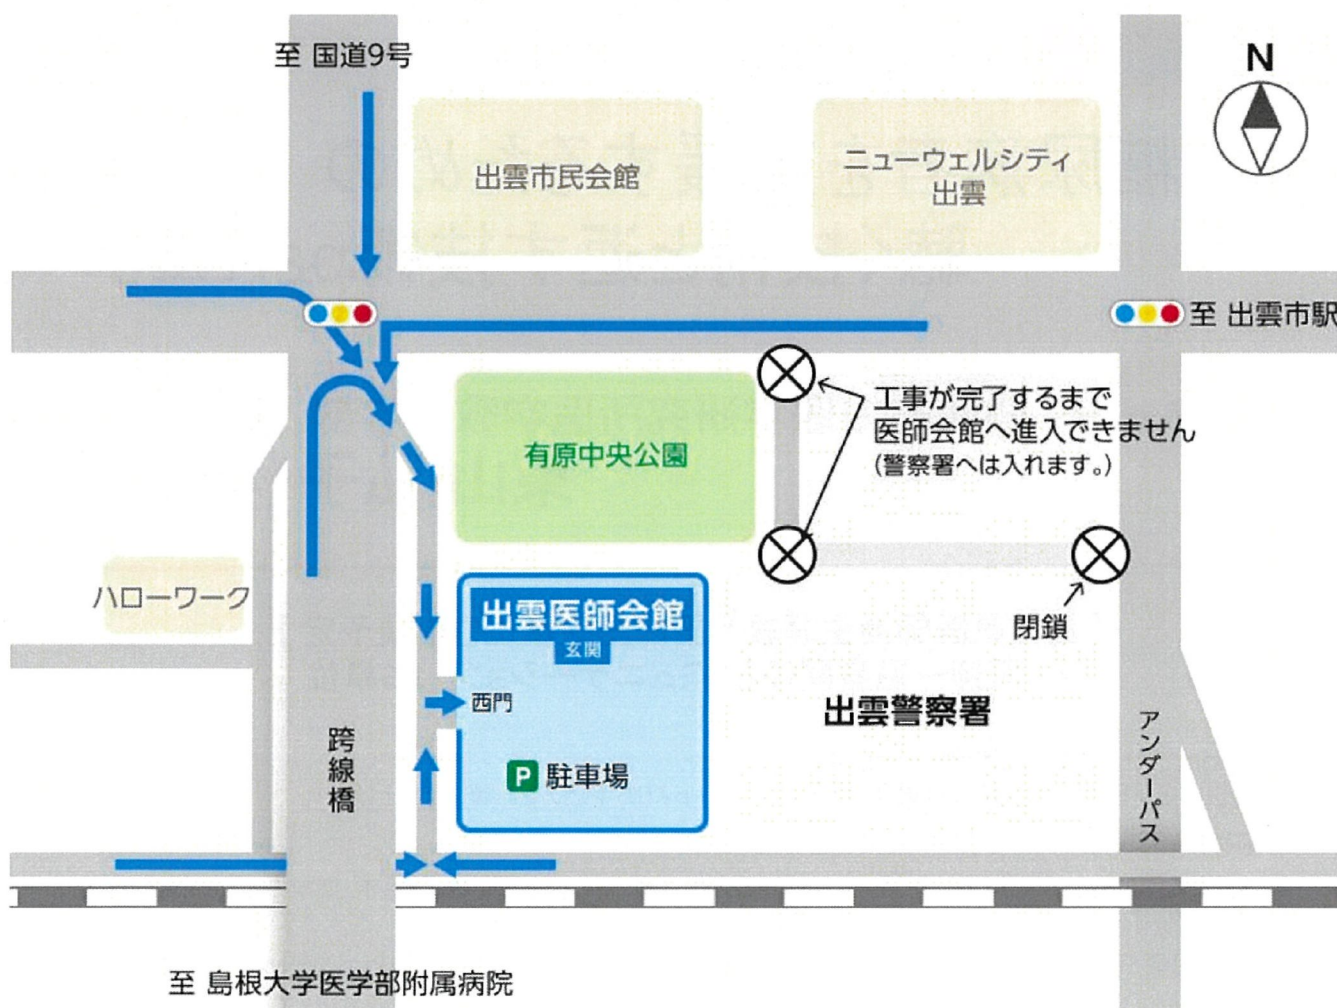 至 国道9号
N
出雲市民会館
ニューウェルシティ
出雲
至 出雲市駅
工事が完了するまで
医師会館へ進入できません
(警察署へは入れます。)
有原中央公園
ハローワーク
出雲医師会館
玄関
閉鎖
西門
出雲警察署
跨線橋
アンダーパス
P 駐車場
至 島根大学医学部附属病院